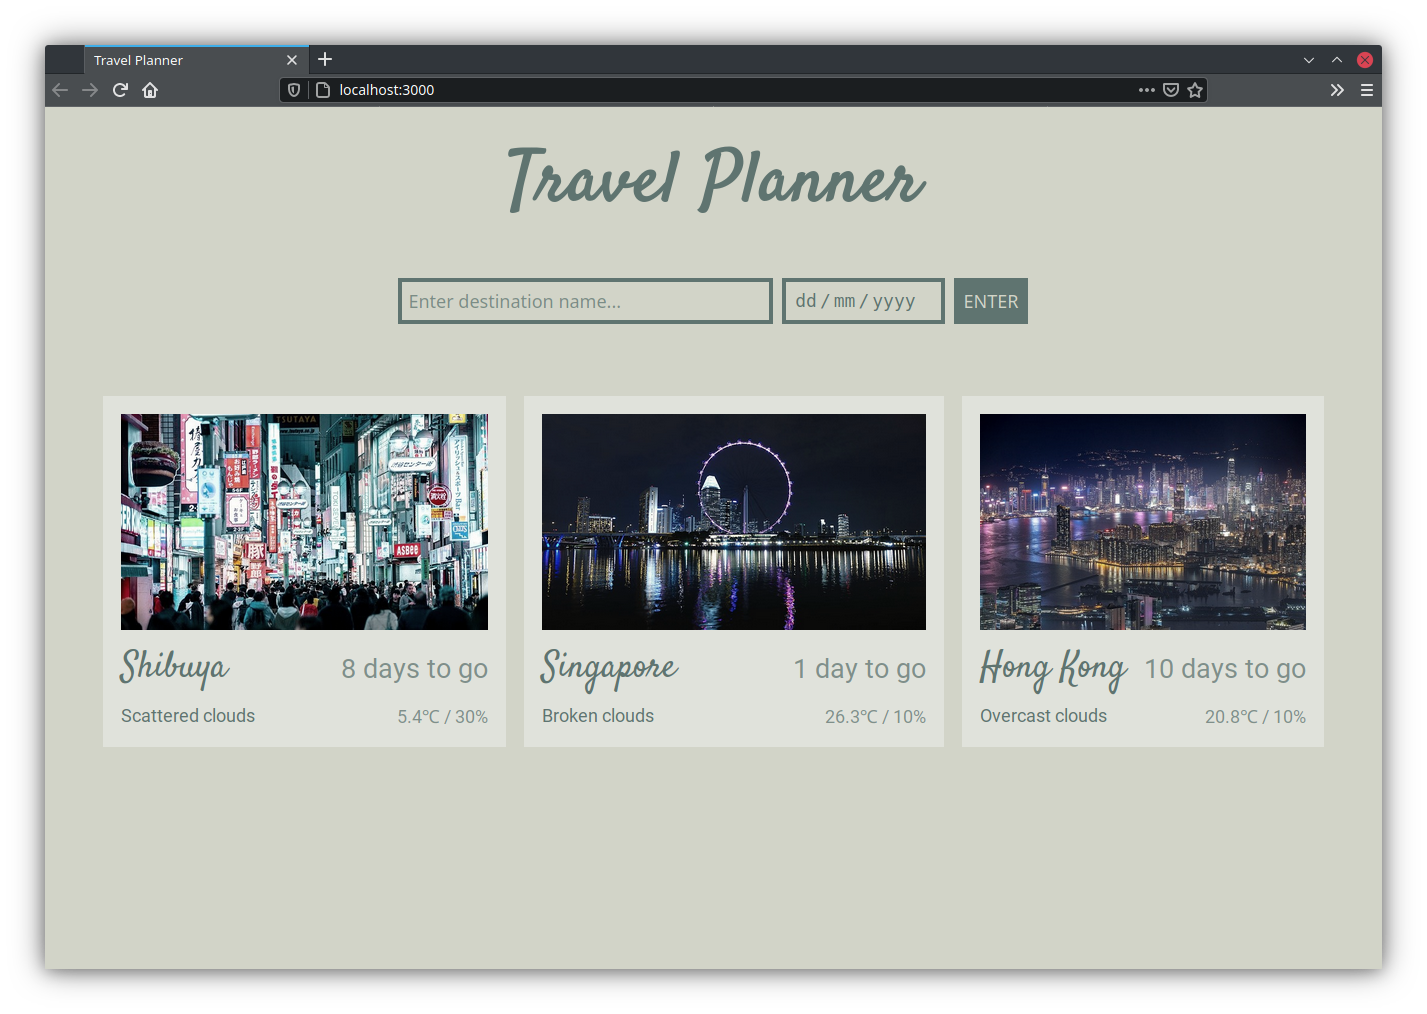 Travel Planner
localhost:3000
Travel Planner
Enter destination name...
dd / mm / yyyy
ENTER
TSUTAYA
ASBEE
Shibuya
8 days to go
Scattered clouds
5.4°C / 30%
Singapore
1 day to go
Broken clouds
26.3°C / 10%
Hong Kong
10 days to go
Overcast clouds
20.8°C / 10%